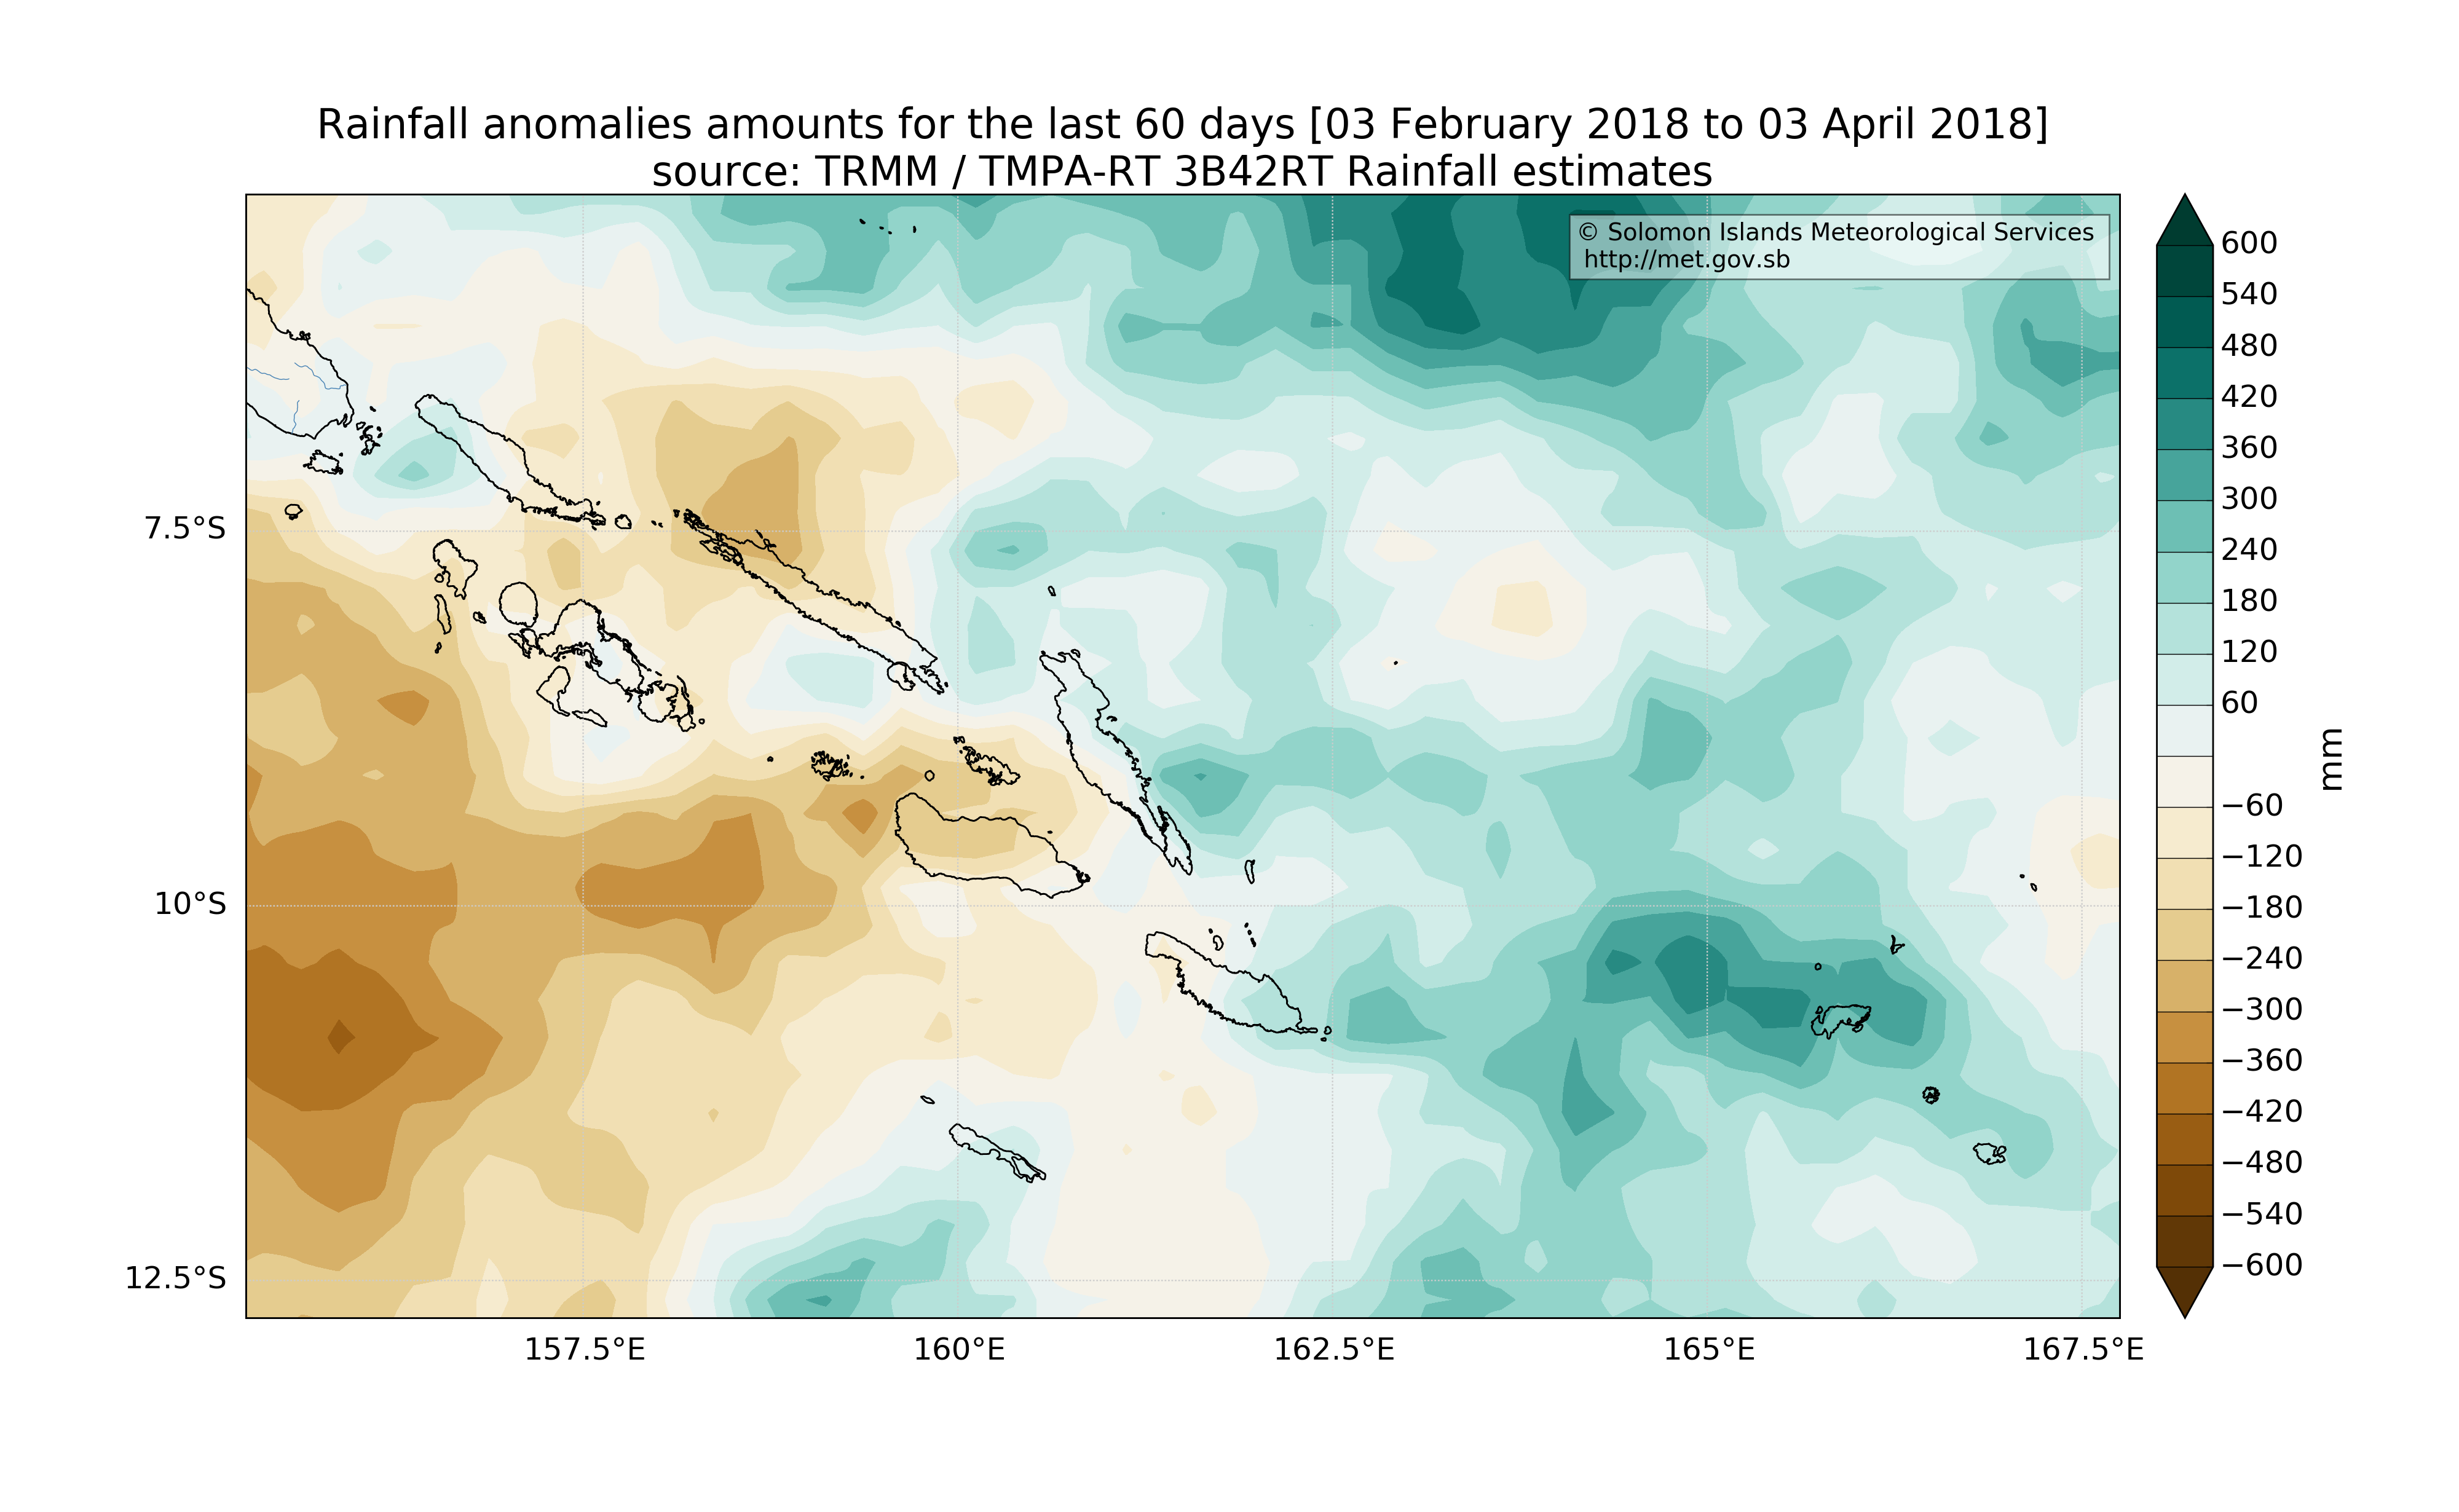 Rainfall anomalies amounts for the last 60 days [03 February 2018 to 03 April 2018]
source: TRMM / TMPA-RT 3B42RT Rainfall estimates
© Solomon Islands Meteorological Services
http://met.gov.sb
7.5°S
10°S
12.5°S
157.5°E
160°E
162.5°E
165°E
167.5°E
600
540
480
420
360
300
240
180
120
60
−60
−120
−180
−240
−300
−360
−420
−480
−540
−600
mm